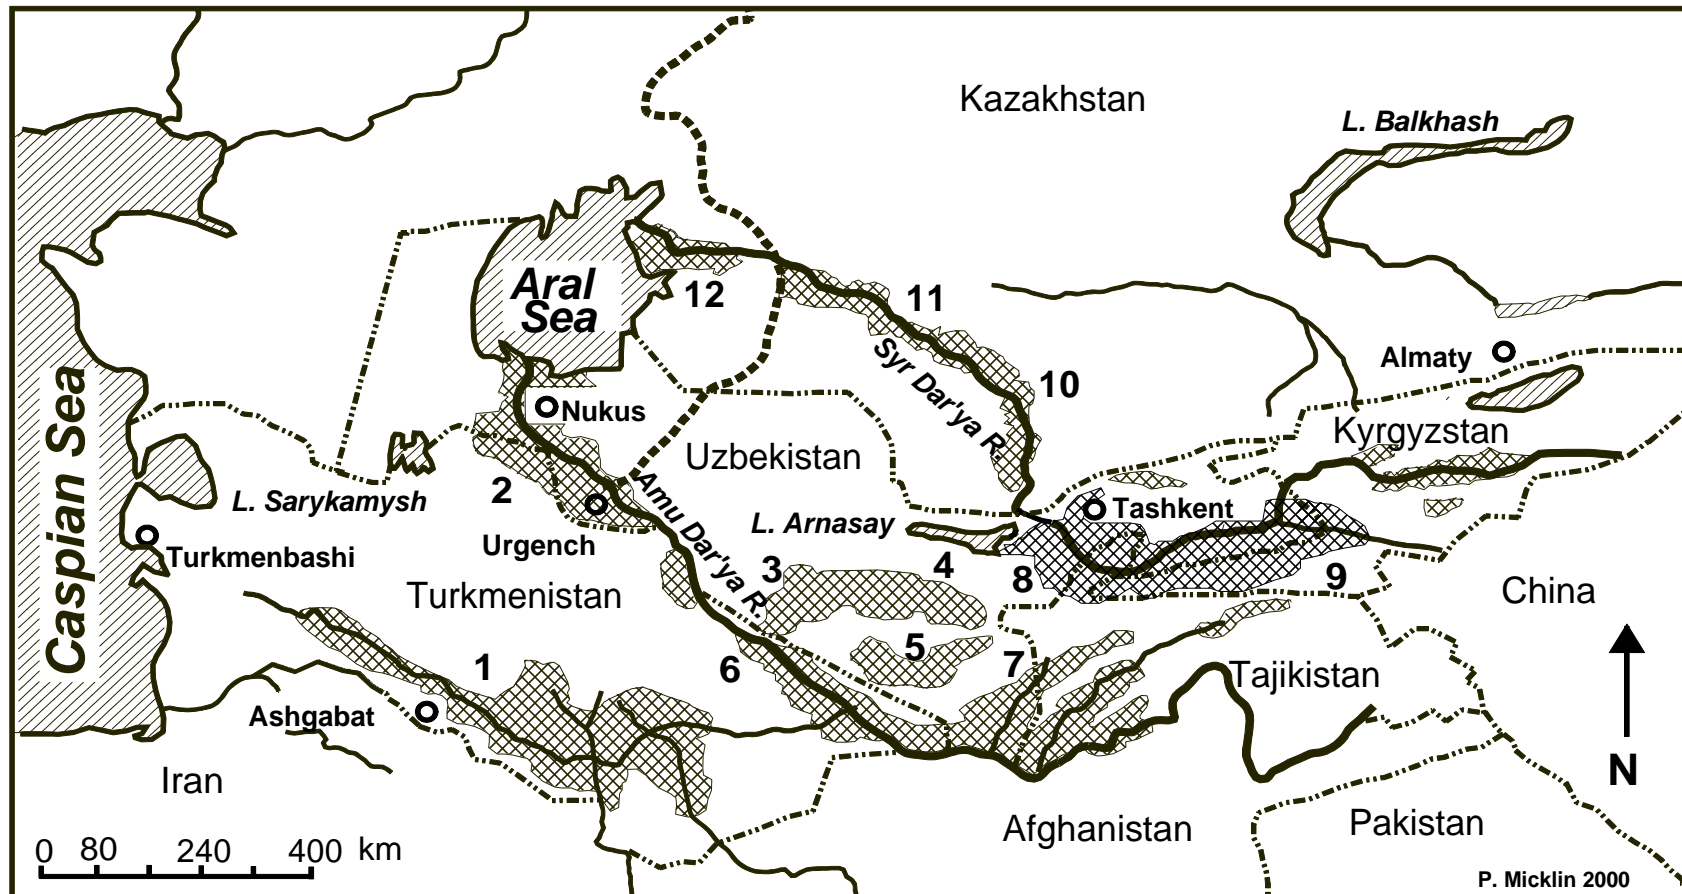 Kazakhstan
L. Balkhash
Aral
Sea
12
11
Syr Dar'ya R.
10
Almaty
Caspian Sea
Nukus
Kyrgyzstan
Uzbekistan
2
L. Sarykamysh
Amu Dar'ya R.
L. Arnasay
Tashkent
Urgench
Turkmenbashi
3
4
8
9
China
Turkmenistan
1
6
5
7
Tajikistan
Ashgabat
Iran
N
Afghanistan
Pakistan
0 80 240 400 km
P. Micklin 2000